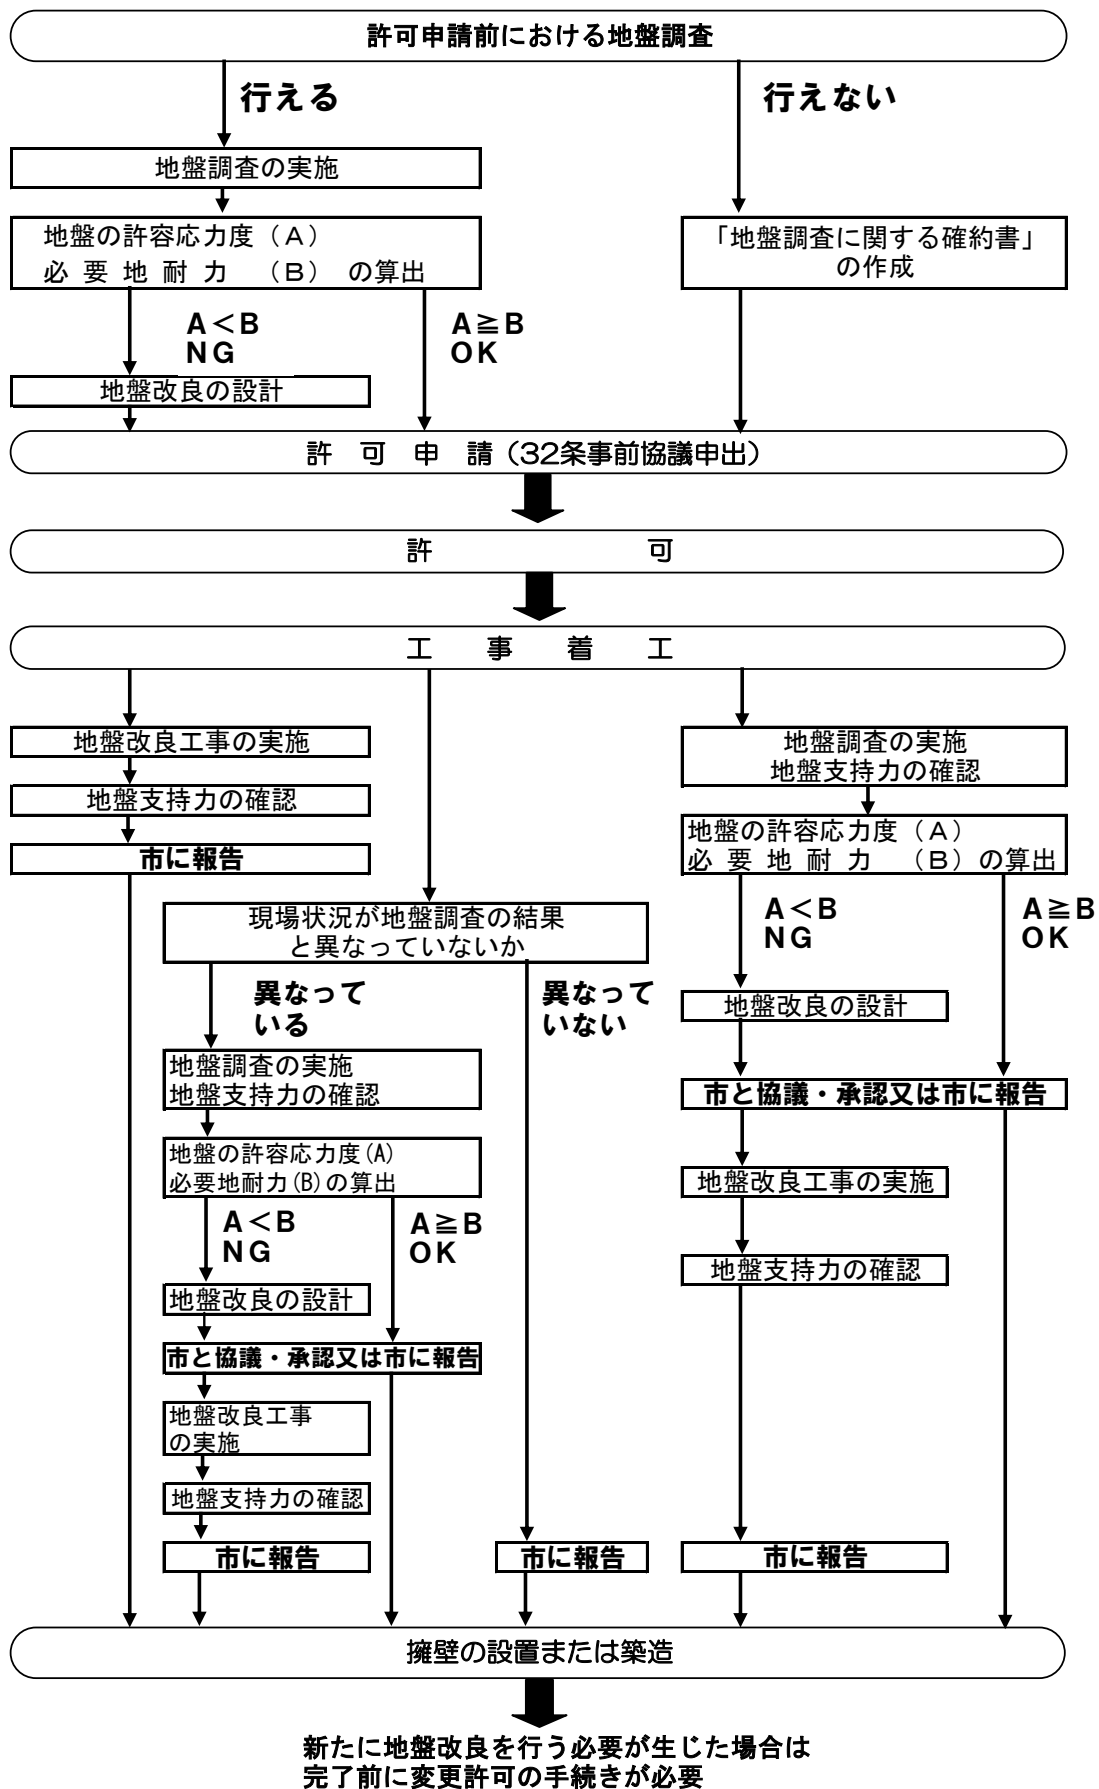 許可申請前における地盤調査
行える
行えない
地盤調査の実施
地盤の許容応力度（A）
必要地耐力（B）の算出
「地盤調査に関する確約書」
の作成
A＜B
NG
A≧B
OK
地盤改良の設計
許可申請（32条事前協議申出）
許可
工事着工
地盤改良工事の実施
地盤支持力の確認
市に報告
現場状況が地盤調査の結果
と異なっていないか
異なって
いる
異なって
いない
地盤調査の実施
地盤支持力の確認
地盤の許容応力度(A)
必要地耐力(B)の算出
A＜B
NG
A≧B
OK
地盤改良の設計
市と協議・承認又は市に報告
地盤改良工事
の実施
地盤支持力の確認
市に報告
市に報告
地盤調査の実施
地盤支持力の確認
地盤の許容応力度（A）
必要地耐力（B）の算出
A＜B
NG
A≧B
OK
地盤改良の設計
市と協議・承認又は市に報告
地盤改良工事の実施
地盤支持力の確認
市に報告
擁壁の設置または築造
新たに地盤改良を行う必要が生じた場合は
完了前に変更許可の手続きが必要